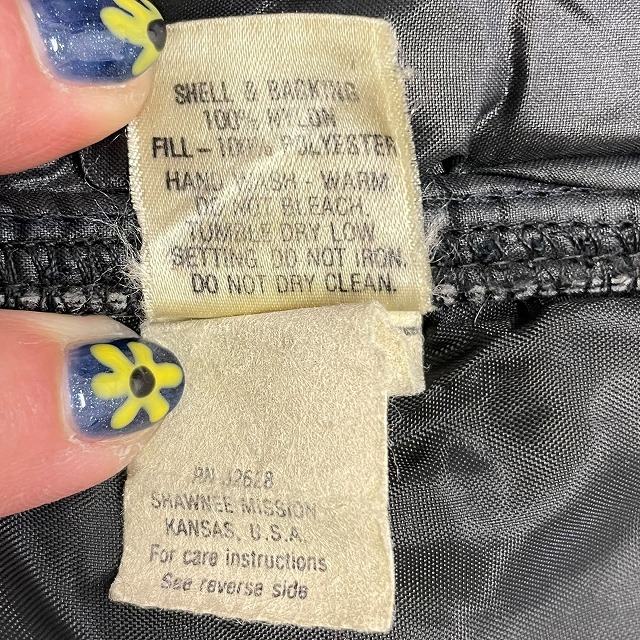 SHELL & BACKING
100% NYLON
FILL - 100% POLYESTER
HAND WASH - WARM.
DO NOT BLEACH.
TUMBLE DRY LOW
SETTING DO NOT IRON.
DO NOT DRY CLEAN.
RN
SHAWNEE MISSION
KANSAS, U.S.A.
For care instructions
See reverse side